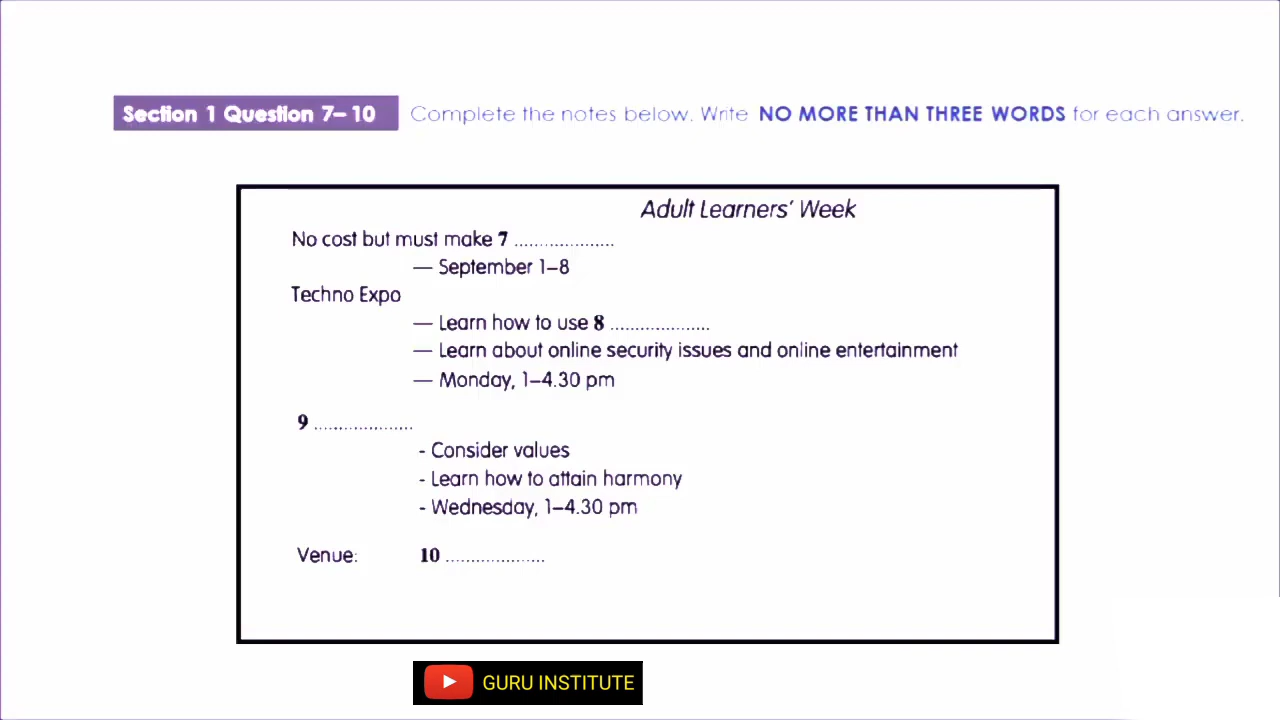 Section 1 Question 7–10 Complete the notes below. Write NO MORE THAN THREE WORDS for each answer.
Adult Learners' Week
No cost but must make 7 ....................
— September 1–8
Techno Expo
— Learn how to use 8 ....................
— Learn about online security issues and online entertainment
— Monday, 1–4.30 pm
9 ....................
- Consider values
- Learn how to attain harmony
- Wednesday, 1–4.30 pm
Venue: 10 ....................
GURU INSTITUTE